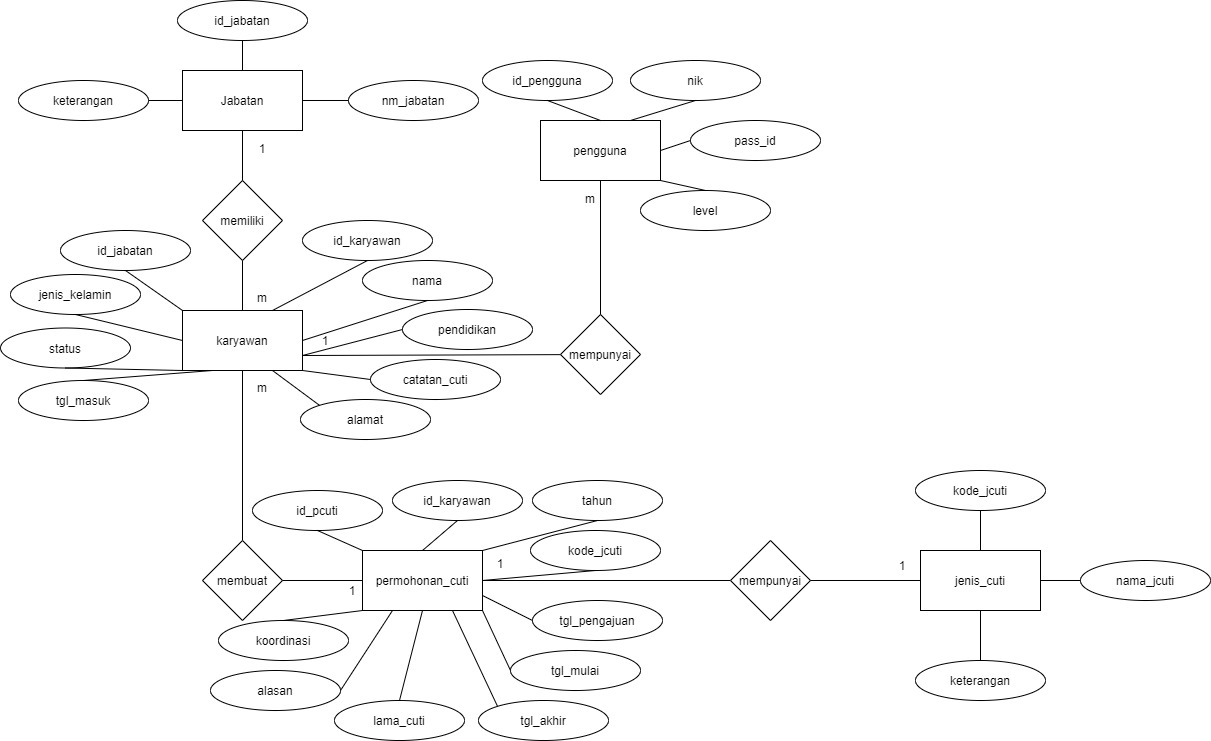 id_jabatan
keterangan
Jabatan
nm_jabatan
1
memiliki
id_pengguna
nik
pengguna
pass_id
level
m
id_jabatan
id_karyawan
jenis_kelamin
nama
m
status
karyawan
1
pendidikan
mempunyai
tgl_masuk
m
catatan_cuti
alamat
id_pcuti
id_karyawan
tahun
kode_jcuti
membuat
1
permohonan_cuti
1
kode_jcuti
mempunyai
1
jenis_cuti
nama_jcuti
koordinasi
tgl_pengajuan
alasan
tgl_mulai
keterangan
lama_cuti
tgl_akhir